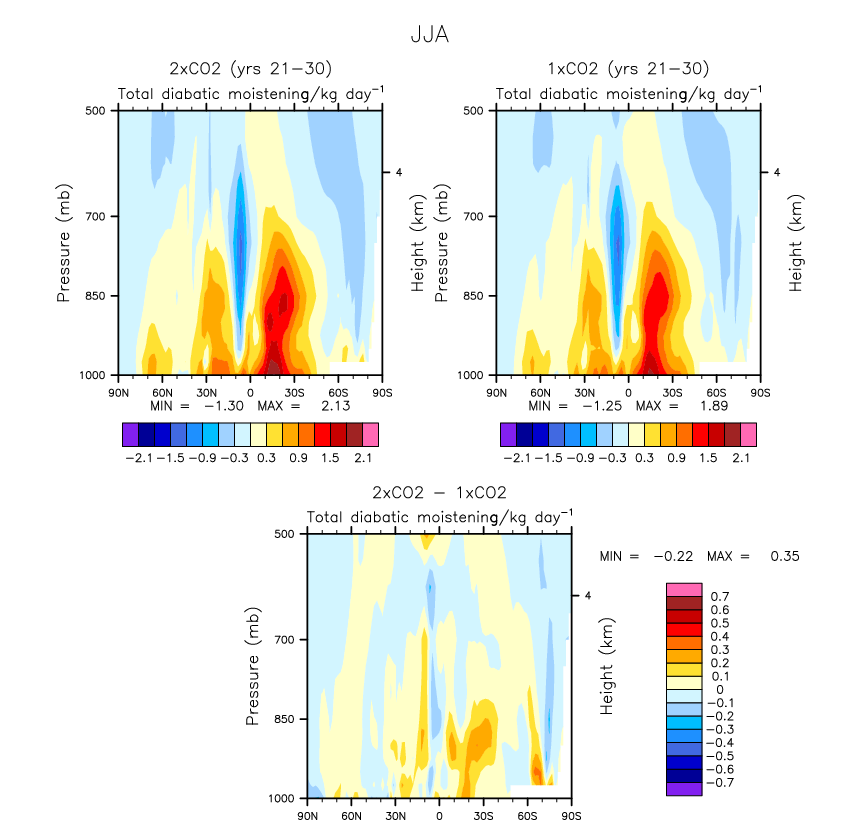 JJA
2xCO2 (yrs 21−30)
Total diabatic moistening/kg day−1
500
700
850
1000
Pressure (mb)
4
Height (km)
90N 60N 30N 0 30S 60S 90S
MIN = −1.30 MAX = 2.13
−2.1 −1.5 −0.9 −0.3 0.3 0.9 1.5 2.1
1xCO2 (yrs 21−30)
Total diabatic moistening/kg day−1
500
700
850
1000
Pressure (mb)
4
Height (km)
90N 60N 30N 0 30S 60S 90S
MIN = −1.25 MAX = 1.89
−2.1 −1.5 −0.9 −0.3 0.3 0.9 1.5 2.1
2xCO2 − 1xCO2
Total diabatic moistening/kg day−1
500
700
850
1000
Pressure (mb)
4
Height (km)
90N 60N 30N 0 30S 60S 90S
MIN = −0.22 MAX = 0.35
0.7
0.6
0.5
0.4
0.3
0.2
0.1
0
−0.1
−0.2
−0.3
−0.4
−0.5
−0.6
−0.7